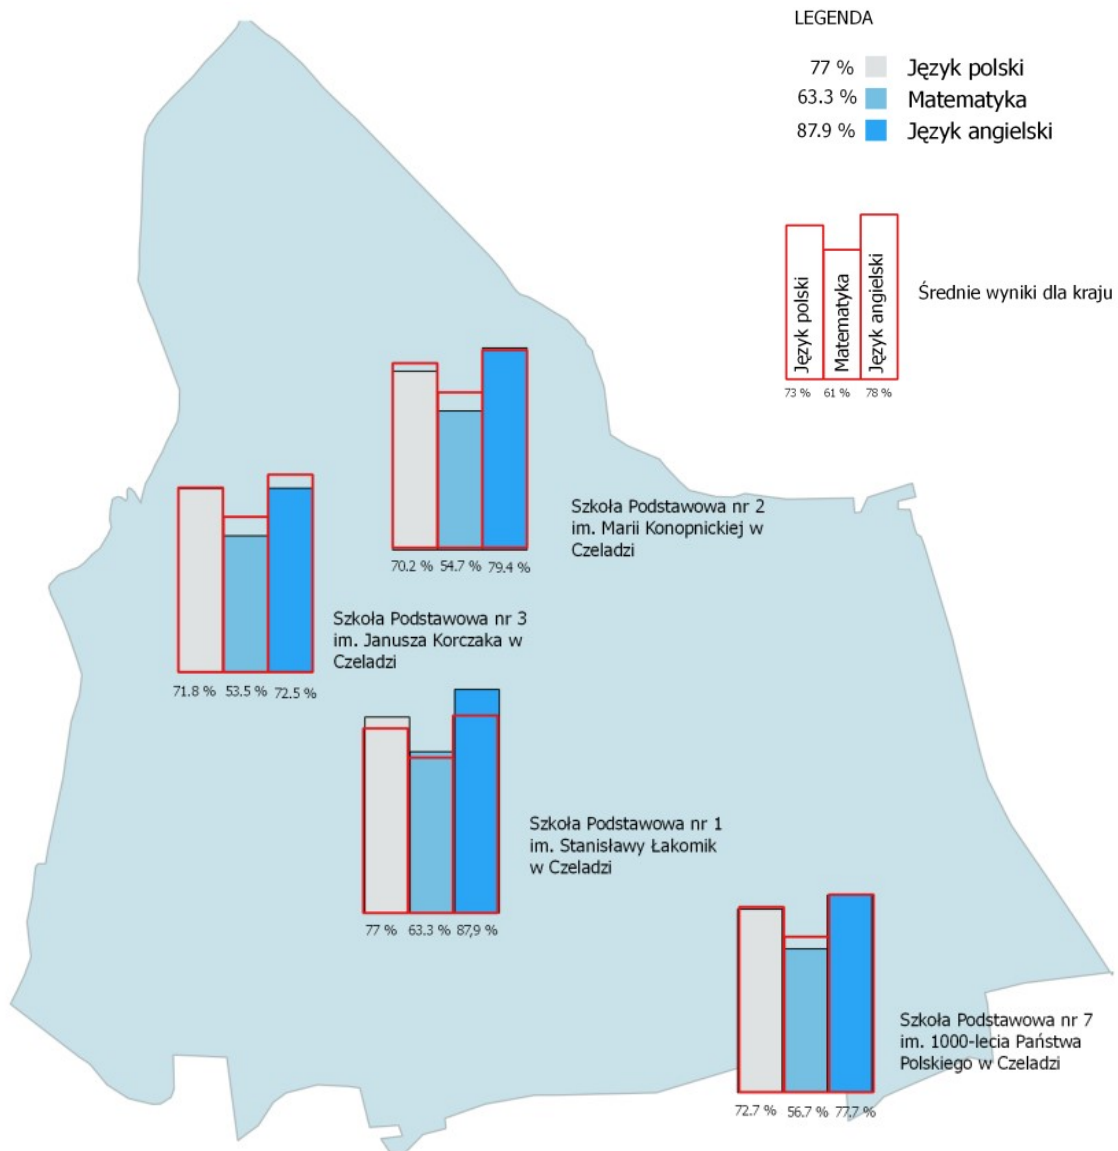 LEGENDA
77 % Język polski
63.3 % Matematyka
87.9 % Język angielski
Język polski
Matematyka
Język angielski
Średnie wyniki dla kraju
73 % 61 % 78 %
Szkoła Podstawowa nr 2
im. Marii Konopnickiej w
Czeladzi
70.2 % 54.7 % 79.4 %
Szkoła Podstawowa nr 3
im. Janusza Korczaka w
Czeladzi
71.8 % 53.5 % 72.5 %
Szkoła Podstawowa nr 1
im. Stanisławy Łakomik
w Czeladzi
77 % 63.3 % 87,9 %
Szkoła Podstawowa nr 7
im. 1000-lecia Państwa
Polskiego w Czeladzi
72.7 % 56.7 % 77.7 %